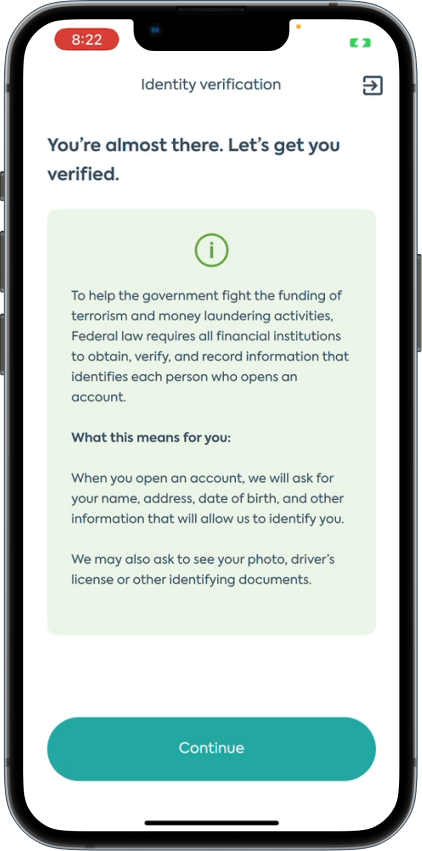 8:22
Identity verification
You're almost there. Let's get you
verified.
To help the government fight the funding of
terrorism and money laundering activities,
Federal law requires all financial institutions
to obtain, verify, and record information that
identifies each person who opens an
account.
What this means for you:
When you open an account, we will ask for
your name, address, date of birth, and other
information that will allow us to identify you.
We may also ask to see your photo, driver's
license or other identifying documents.
Continue